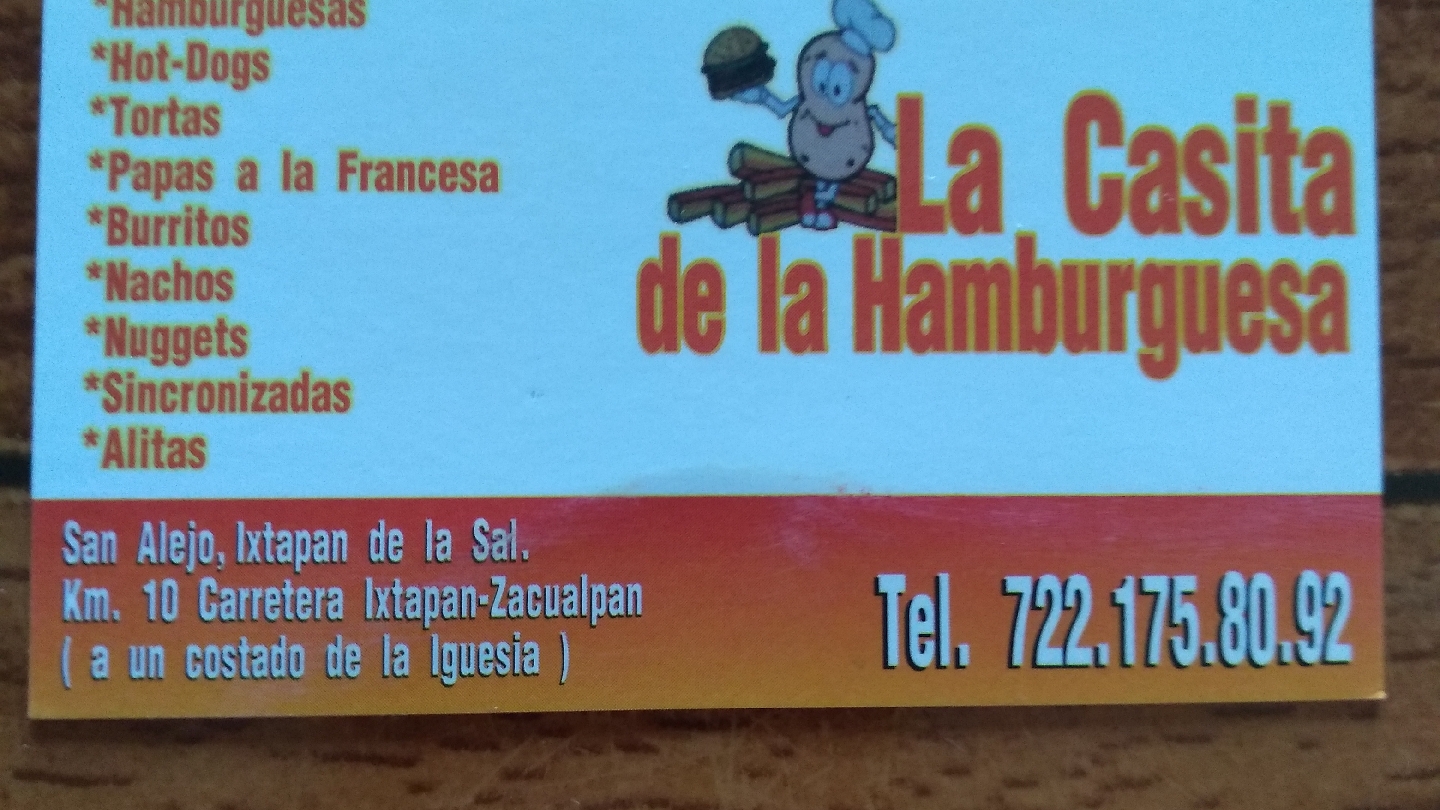 *Hamburguesas
*Hot-Dogs
*Tortas
*Papas a la Francesa
*Burritos
*Nachos
*Nuggets
*Sincronizadas
*Alitas
La Casita
de la Hamburguesa
San Alejo, Ixtapan de la Sal.
Km. 10 Carretera Ixtapan-Zacualpan
( a un costado de la Iguesia )
Tel. 722.175.80.92